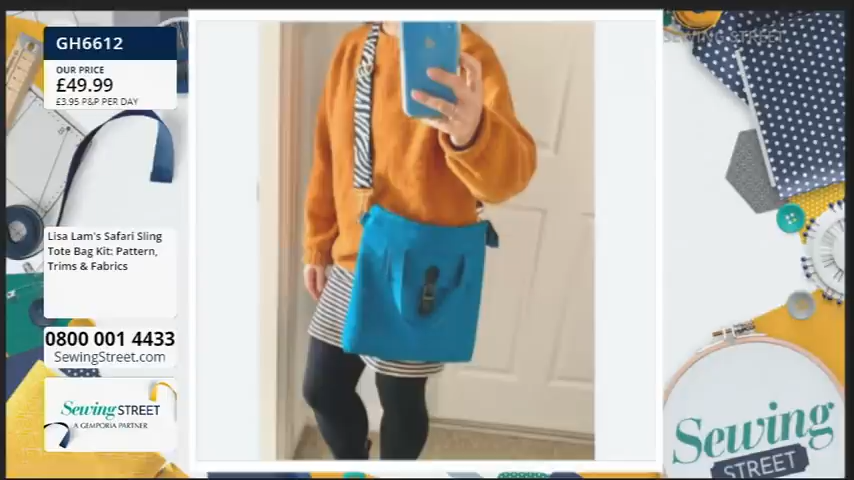 GH6612
OUR PRICE
£49.99
£3.95 P&P PER DAY
Lisa Lam's Safari Sling
Tote Bag Kit: Pattern,
Trims & Fabrics
0800 001 4433
SewingStreet.com
Sewing STREET
A GEMPORIA PARTNER
SEWING STREET
Sewing
STREET